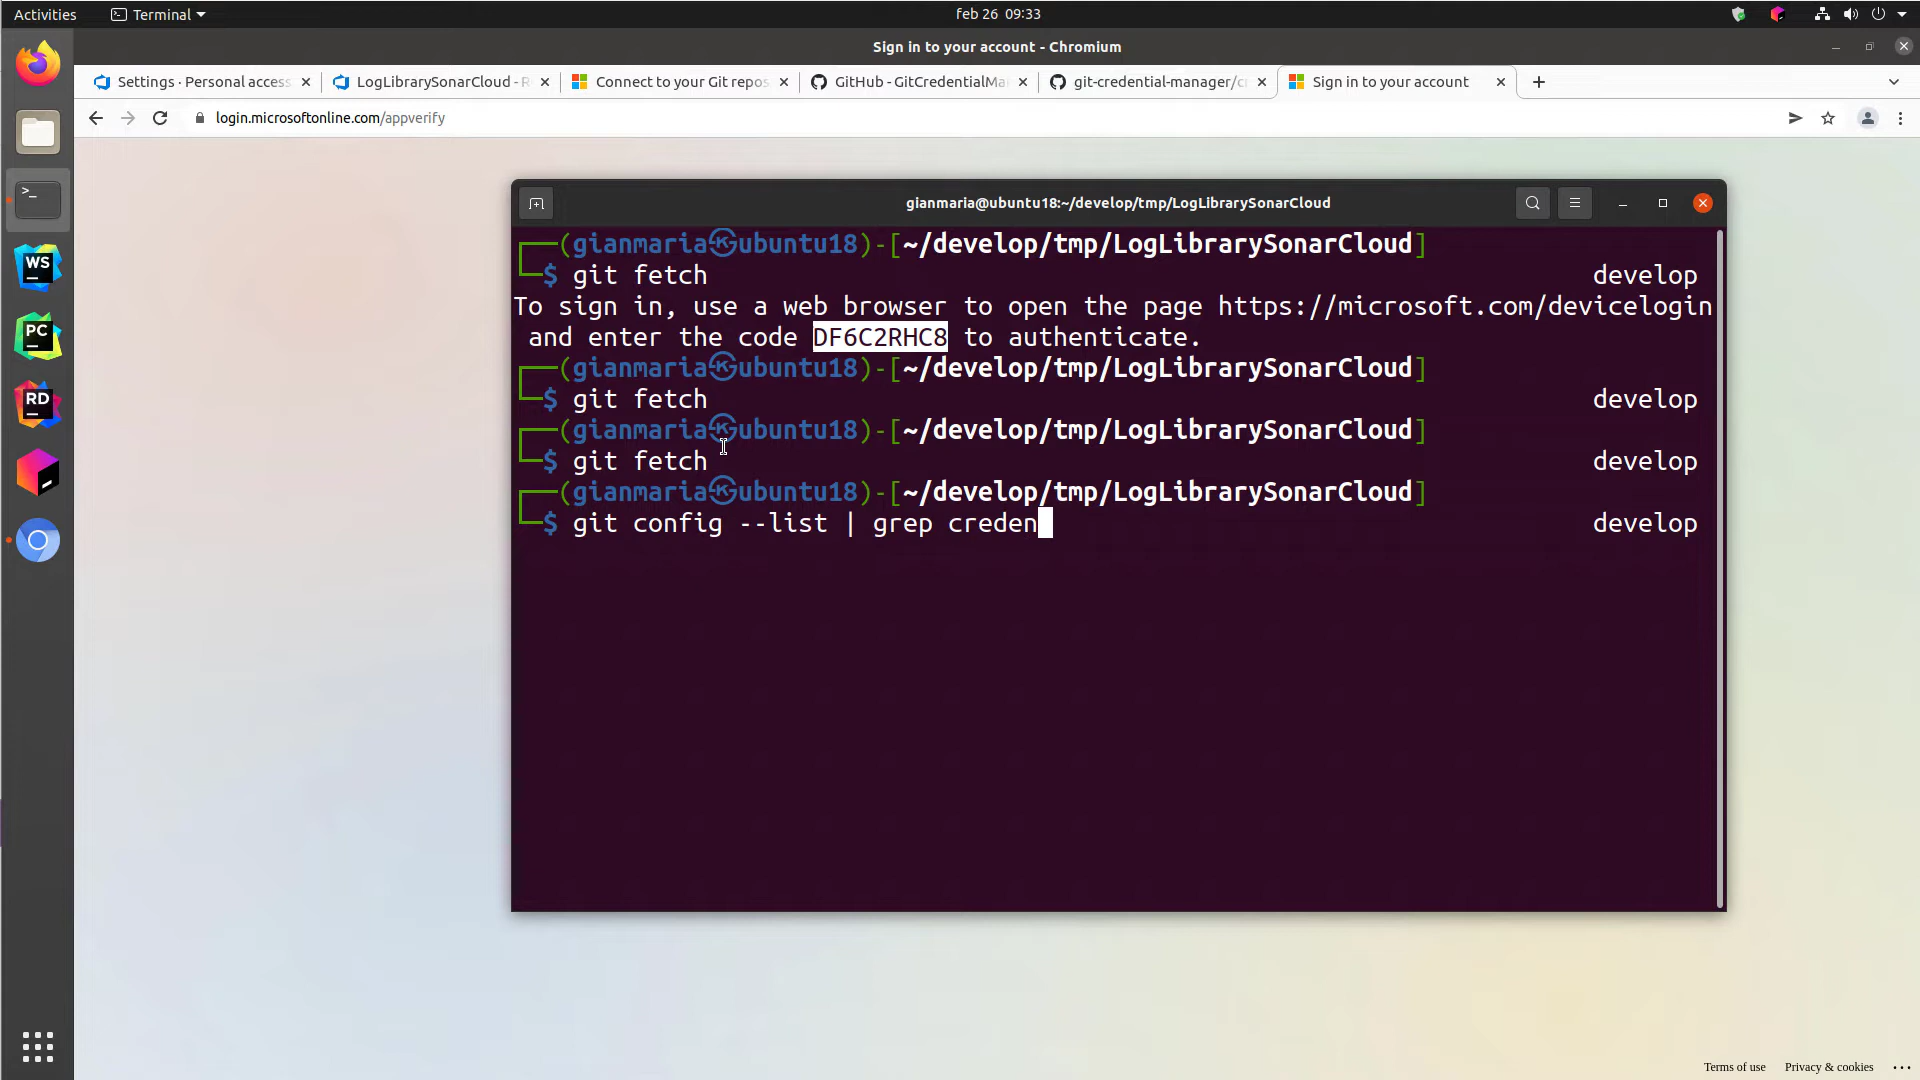 Activities
Terminal
feb 26 09:33
Sign in to your account - Chromium
Settings · Personal access
LogLibrarySonarCloud - R
Connect to your Git repos
GitHub - GitCredentialMa
git-credential-manager/c
Sign in to your account
login.microsoftonline.com/appverify
gianmaria@ubuntu18:~/develop/tmp/LogLibrarySonarCloud
(gianmaria㉿ubuntu18)-[~/develop/tmp/LogLibrarySonarCloud]
$ git fetch develop
To sign in, use a web browser to open the page https://microsoft.com/devicelogin
and enter the code DF6C2RHC8 to authenticate.
(gianmaria㉿ubuntu18)-[~/develop/tmp/LogLibrarySonarCloud]
$ git fetch develop
(gianmaria㉿ubuntu18)-[~/develop/tmp/LogLibrarySonarCloud]
$ git fetch develop
(gianmaria㉿ubuntu18)-[~/develop/tmp/LogLibrarySonarCloud]
$ git config --list | grep creden develop
WS
PC
RD
Terms of use Privacy & cookies ...